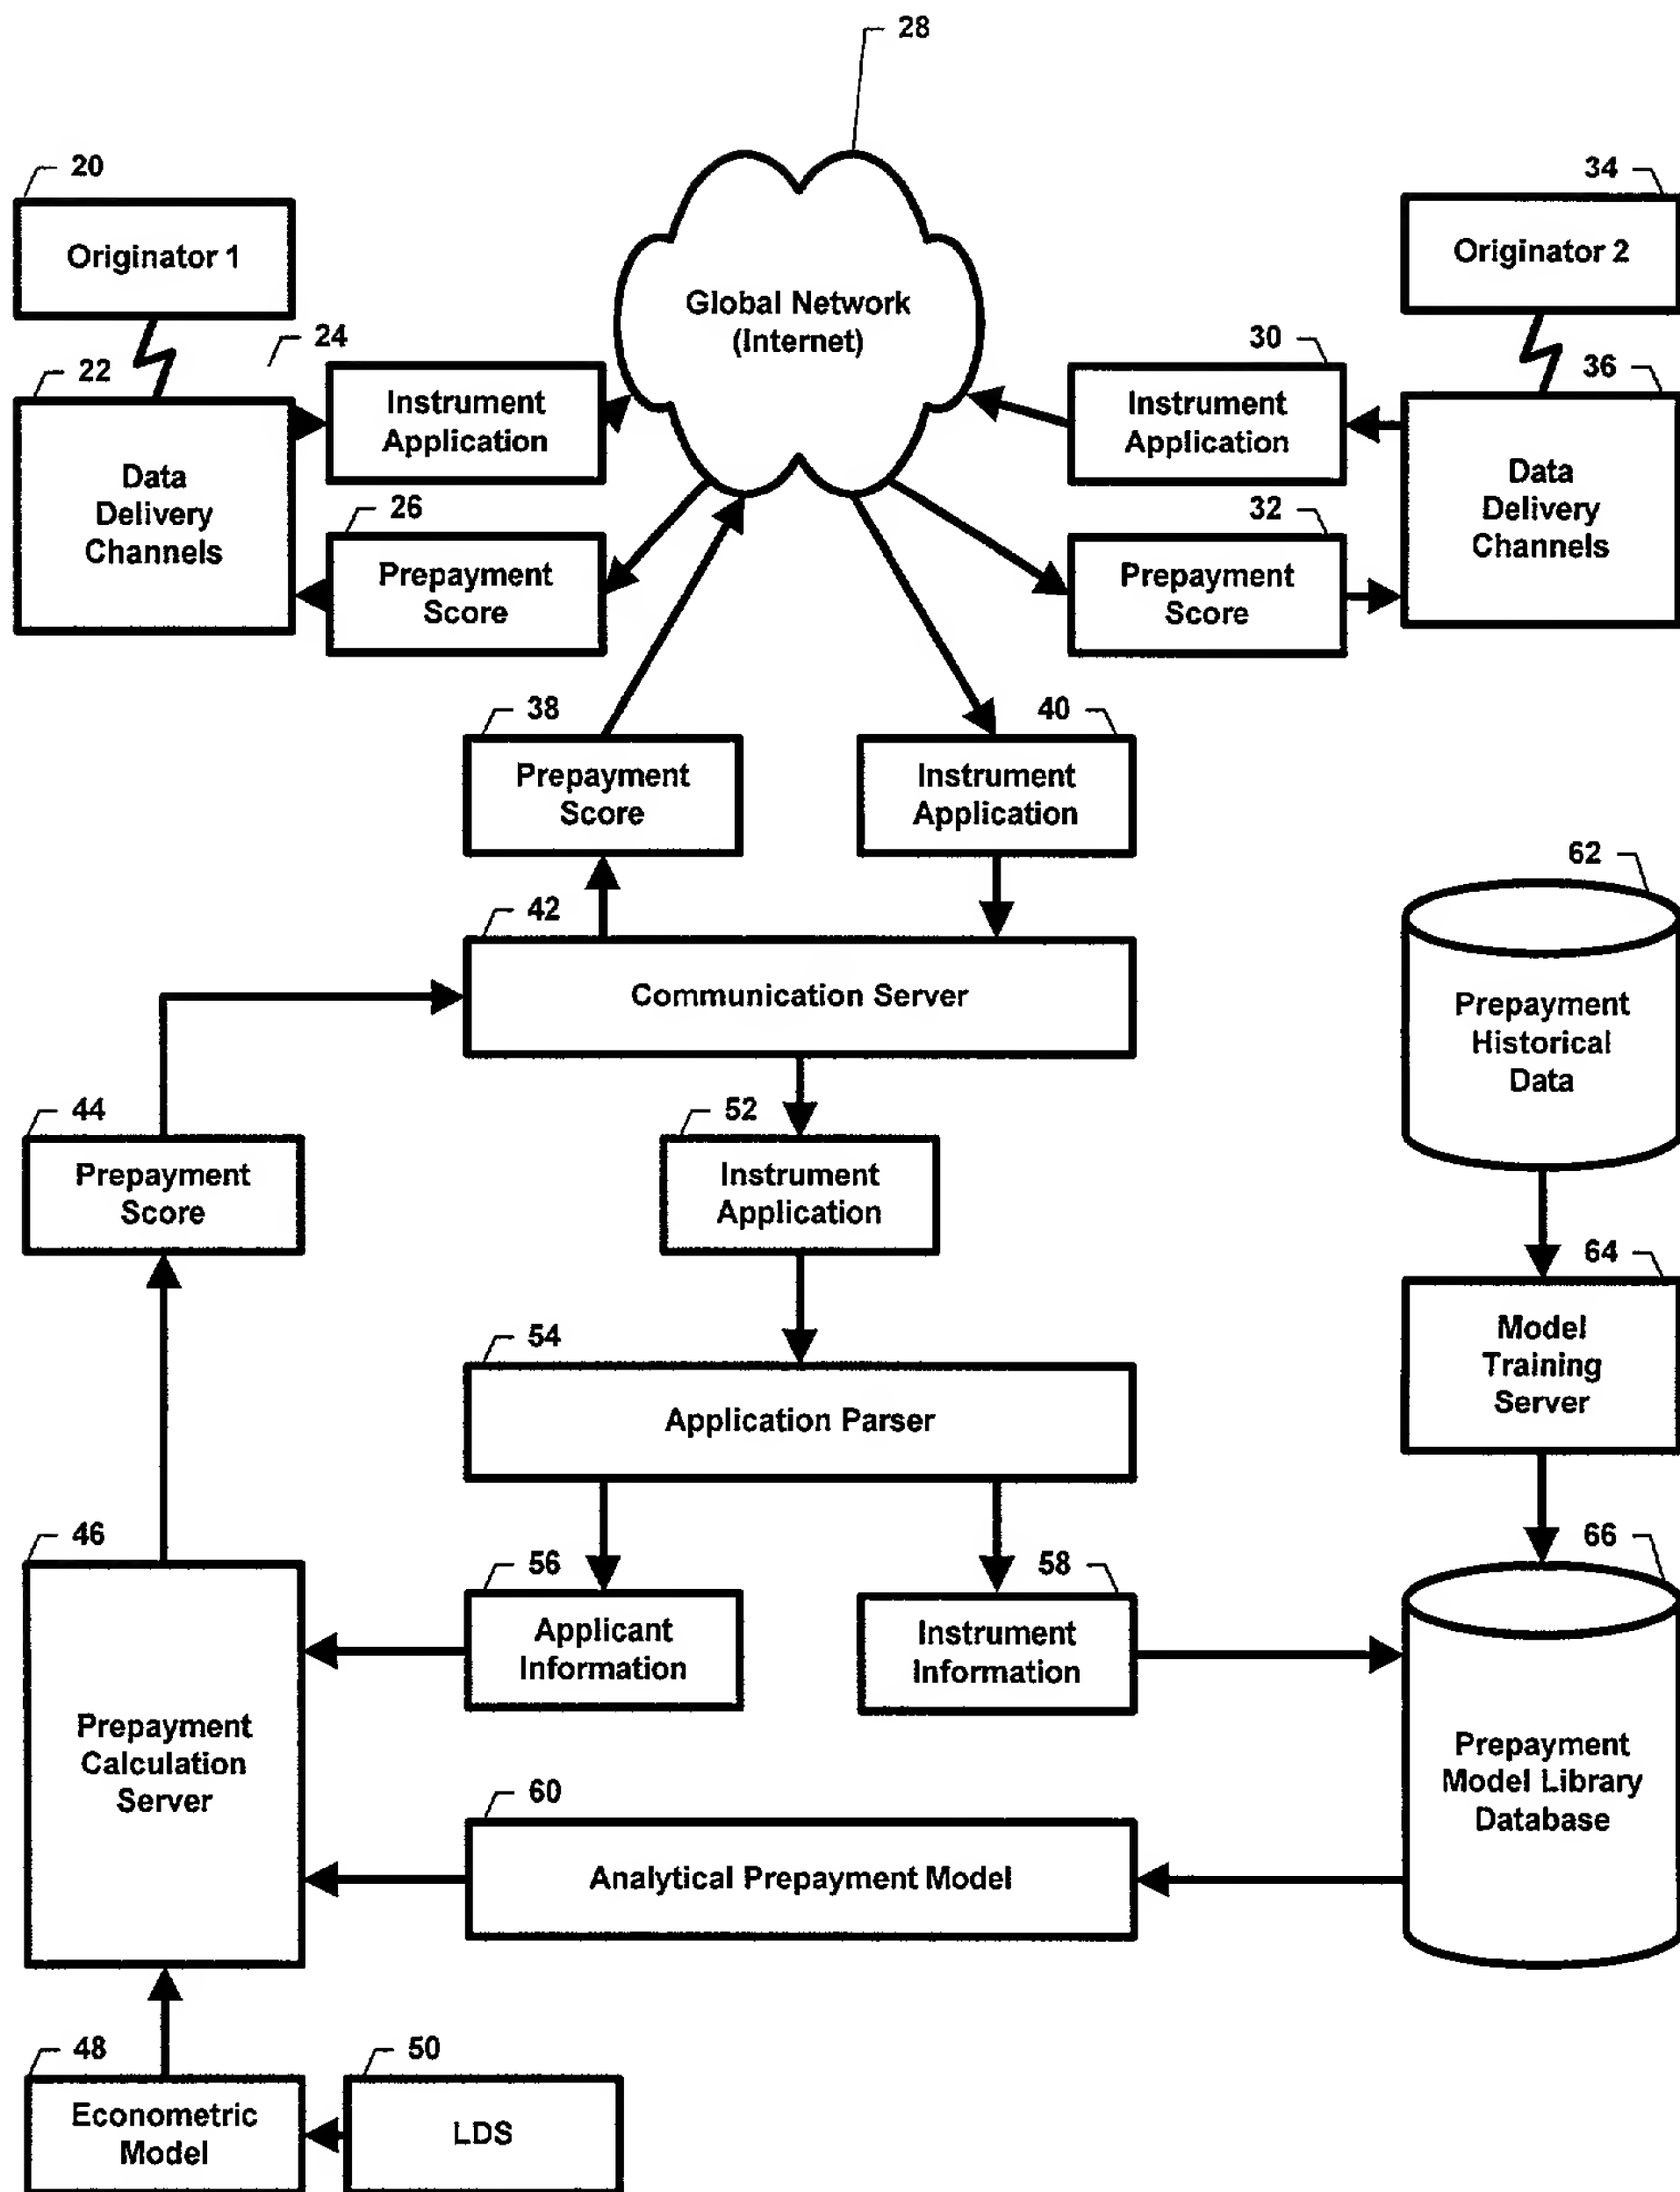 28
20
34
Originator 1
Originator 2
Global Network
(Internet)
24
30
22
36
Instrument
Application
Instrument
Application
Data
Delivery
Channels
Data
Delivery
Channels
26
32
Prepayment
Score
Prepayment
Score
38
40
Prepayment
Score
Instrument
Application
62
42
Communication Server
Prepayment
Historical
Data
44
52
Prepayment
Score
Instrument
Application
64
54
Model
Training
Server
Application Parser
46
66
56
58
Applicant
Information
Instrument
Information
Prepayment
Calculation
Server
Prepayment
Model Library
Database
60
Analytical Prepayment Model
48
50
Econometric
Model
LDS